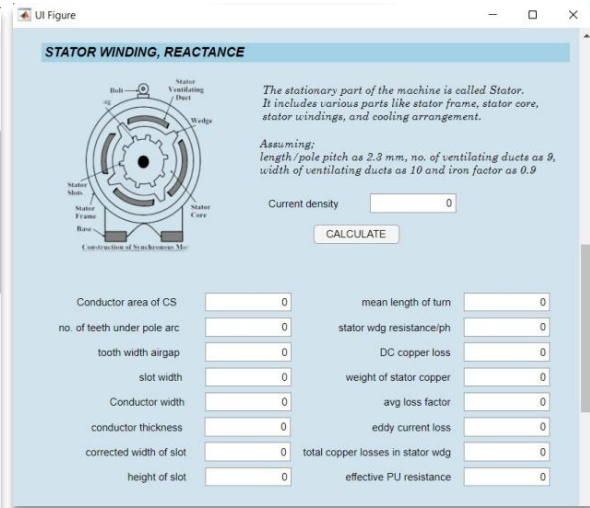 UI Figure
STATOR WINDING, REACTANCE
Stator
Ventilating
Duct
Bolt
Wedge
Stator
Slots
Stator
Frame
Stator
Core
Base
Construction of Synchronous Mo
The stationary part of the machine is called Stator.
It includes various parts like stator frame, stator core,
stator windings, and cooling arrangement.
Assuming;
length/pole pitch as 2.3 mm, no. of ventilating ducts as 9,
width of ventilating ducts as 10 and iron factor as 0.9
Current density 0
CALCULATE
Conductor area of CS 0 mean length of turn 0
no. of teeth under pole arc 0 stator wdg resistance/ph 0
tooth width airgap 0 DC copper loss 0
slot width 0 weight of stator copper 0
Conductor width 0 avg loss factor 0
conductor thickness 0 eddy current loss 0
corrected width of slot 0 total copper losses in stator wdg 0
height of slot 0 effective PU resistance 0